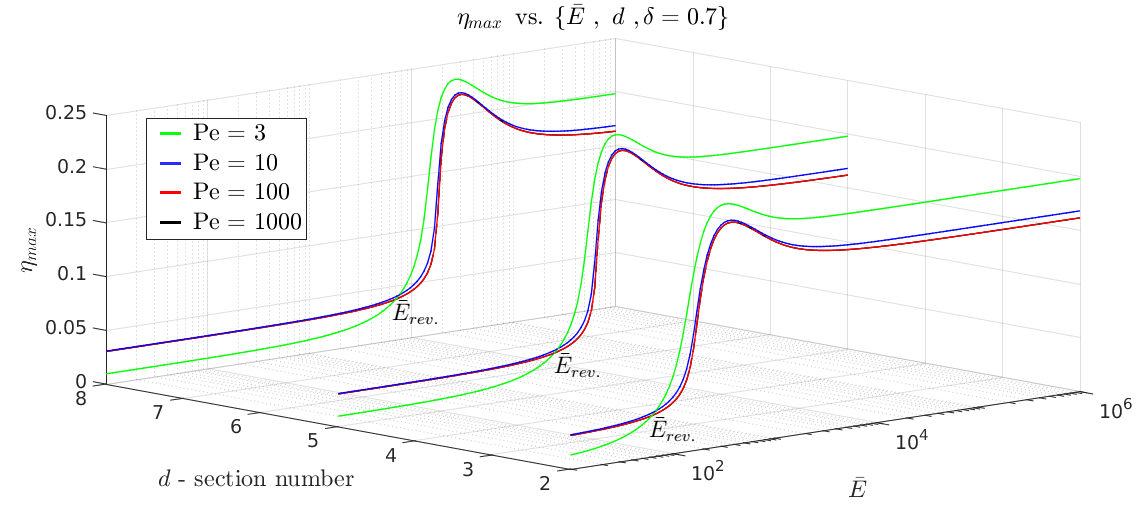 η_max vs. {Ē , d , δ = 0.7}
0.25
0.2
0.15
0.1
0.05
0
η_max
Pe = 3
Pe = 10
Pe = 100
Pe = 1000
Ē_rev.
Ē_rev.
Ē_rev.
8
7
6
5
4
3
2
d - section number
10^2
10^4
10^6
Ē